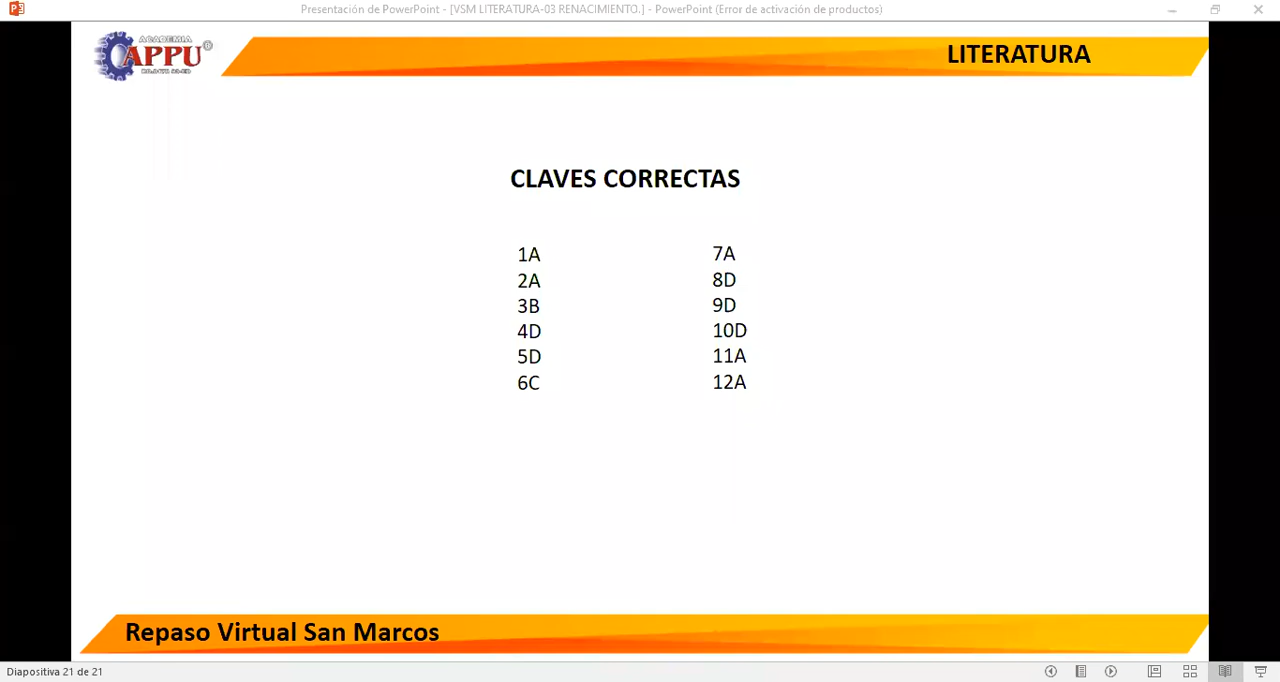 Presentación de PowerPoint - [VSM LITERATURA-03 RENACIMIENTO.] - PowerPoint (Error de activación de productos)
ACADEMIA
APPU
LITERATURA
CLAVES CORRECTAS
1A
2A
3B
4D
5D
6C
7A
8D
9D
10D
11A
12A
Repaso Virtual San Marcos
Diapositiva 21 de 21